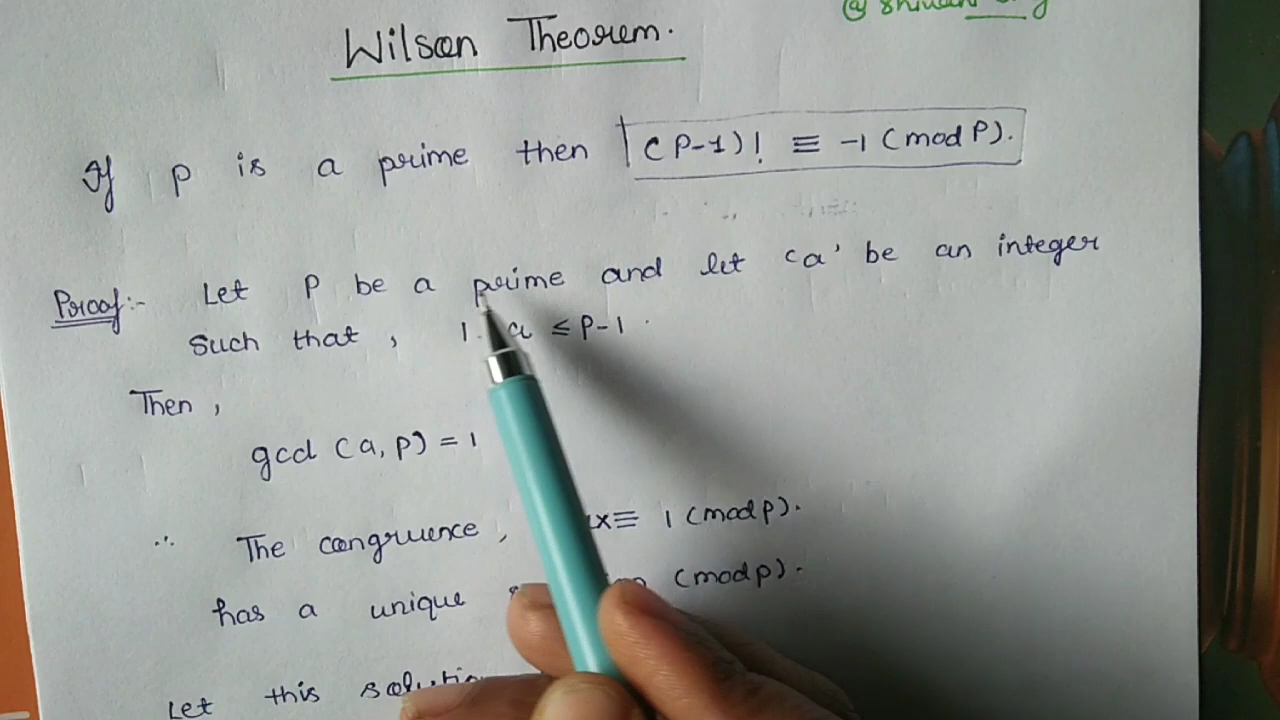 Wilson Theorem.
If p is a prime then (P-1)! ≡ -1 (mod P).
Proof:- Let P be a prime and let 'a' be an integer
Such that, 1 a ≤ P-1.
Then,
gcd (a, p) = 1
∴ The congruence, x ≡ 1 (mod p).
has a unique (mod p).
Let this